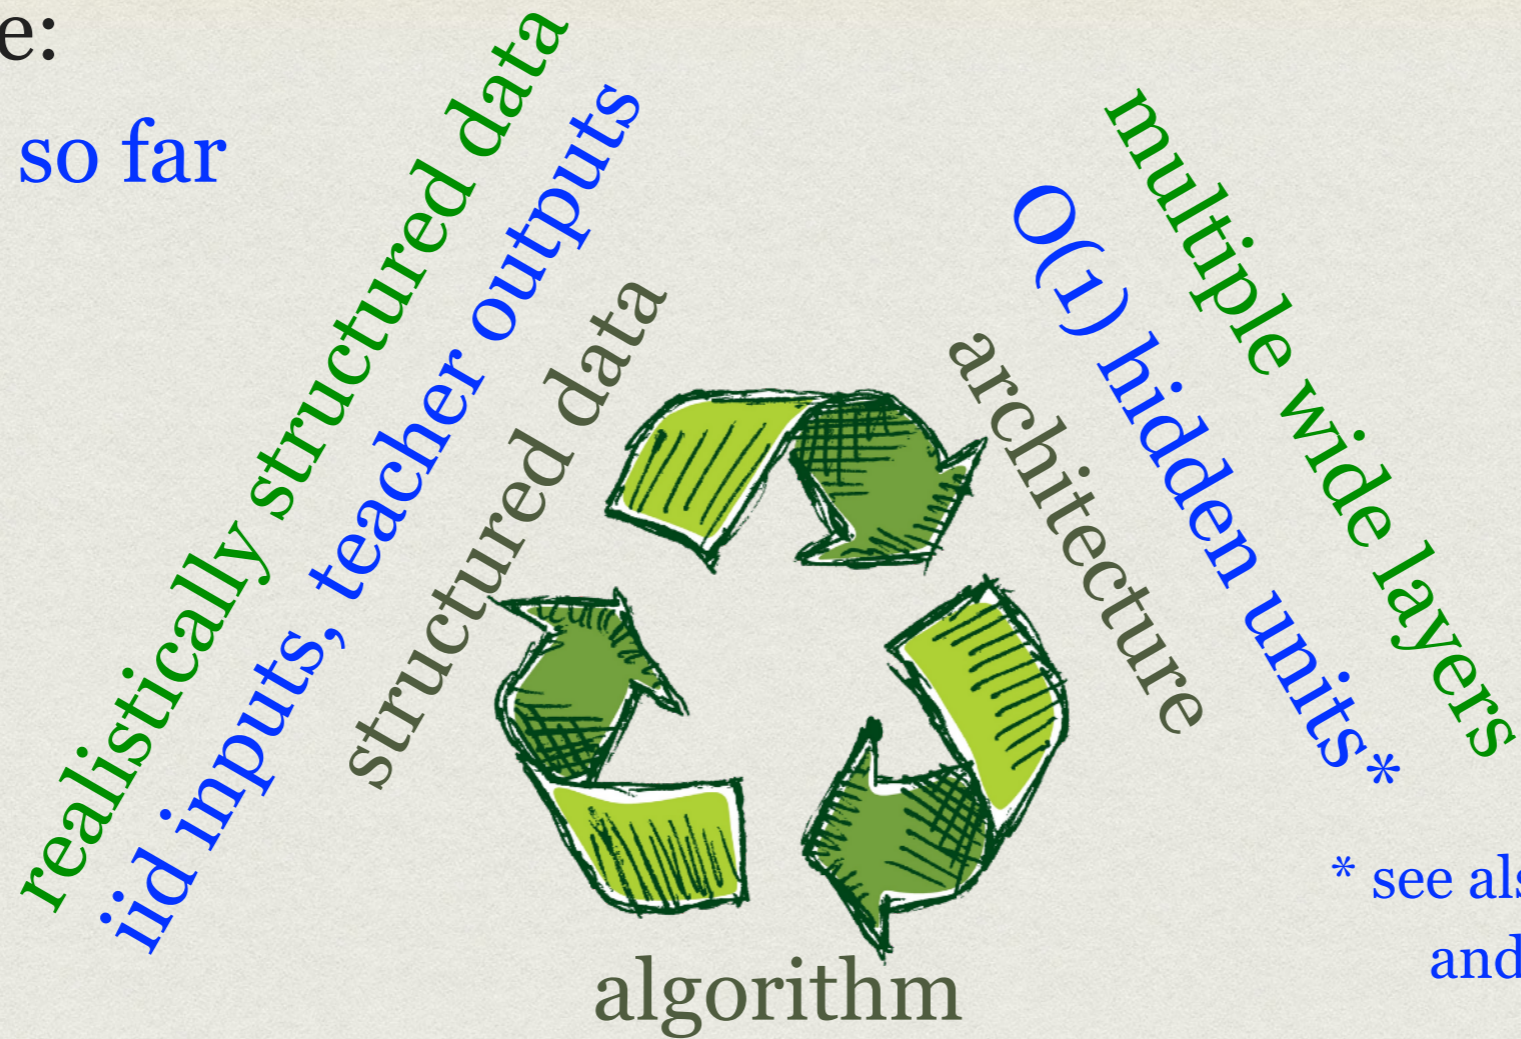 e:
so far
realistically structured data
iid inputs, teacher outputs
structured data
multiple wide layers
O(1) hidden units*
architecture
* see als
and
algorithm